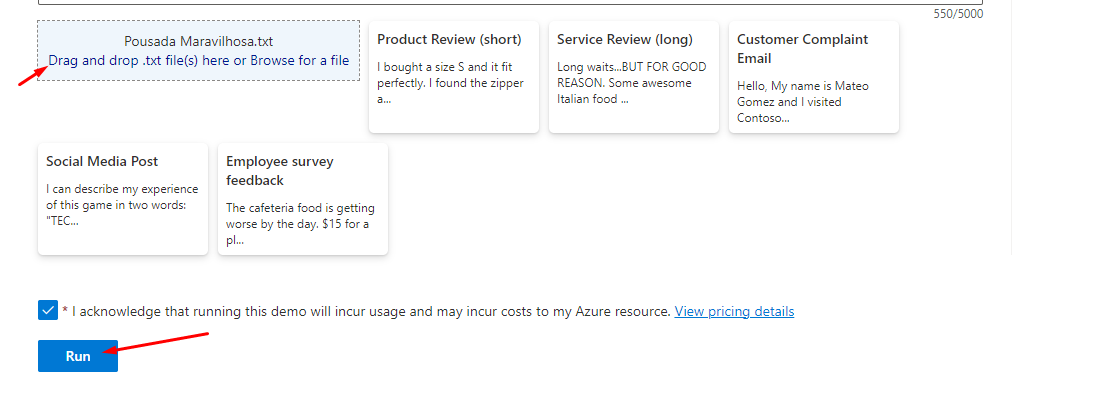 550/5000
Pousada Maravilhosa.txt
Drag and drop .txt file(s) here or Browse for a file
Product Review (short)
I bought a size S and it fit
perfectly. I found the zipper
a...
Service Review (long)
Long waits...BUT FOR GOOD
REASON. Some awesome
Italian food ...
Customer Complaint
Email
Hello, My name is Mateo
Gomez and I visited
Contoso...
Social Media Post
I can describe my experience
of this game in two words:
"TEC...
Employee survey
feedback
The cafeteria food is getting
worse by the day. $15 for a
pl...
* I acknowledge that running this demo will incur usage and may incur costs to my Azure resource. View pricing details
Run